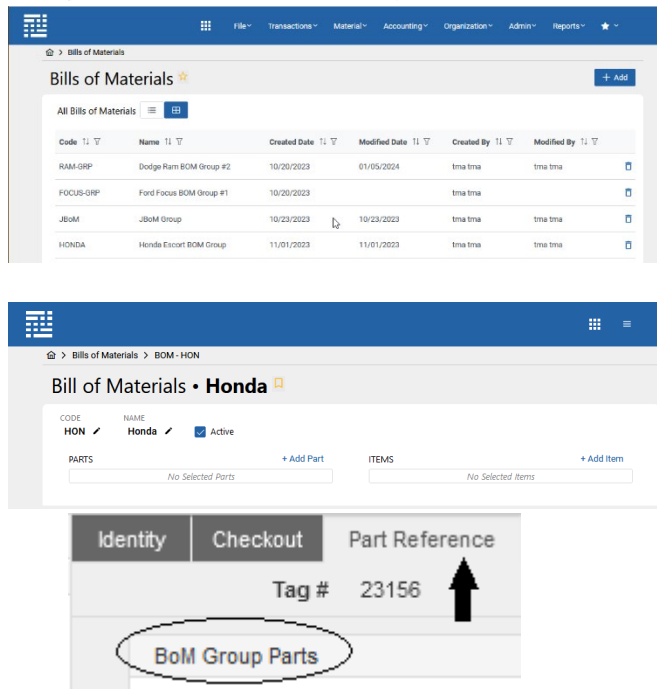 File Transactions Material Accounting Organization Admin Reports
Bills of Materials
Bills of Materials
+ Add
All Bills of Materials
Code Name Created Date Modified Date Created By Modified By
RAM-GRP Dodge Ram BOM Group #2 10/20/2023 01/05/2024 tma tma tma tma
FOCUS-GRP Ford Focus BOM Group #1 10/20/2023 tma tma
JBoM JBoM Group 10/23/2023 10/23/2023 tma tma tma tma
HONDA Honda Escort BOM Group 11/01/2023 11/01/2023 tma tma tma tma
> Bills of Materials > BOM - HON
Bill of Materials • Honda
CODE NAME
HON Honda Active
PARTS + Add Part ITEMS + Add Item
No Selected Parts No Selected Items
Identity Checkout Part Reference
Tag # 23156
BoM Group Parts